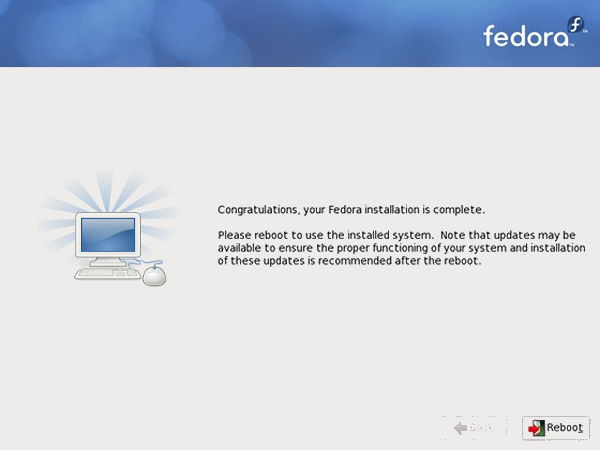 fedora
Congratulations, your Fedora installation is complete.
Please reboot to use the installed system.  Note that updates may be
available to ensure the proper functioning of your system and installation
of these updates is recommended after the reboot.
Back
Reboot